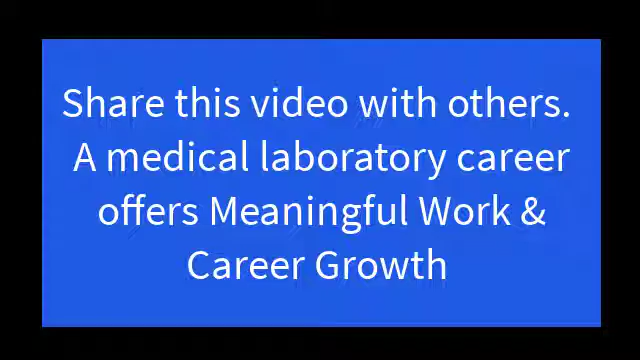 Share this video with others.
A medical laboratory career
offers Meaningful Work &
Career Growth